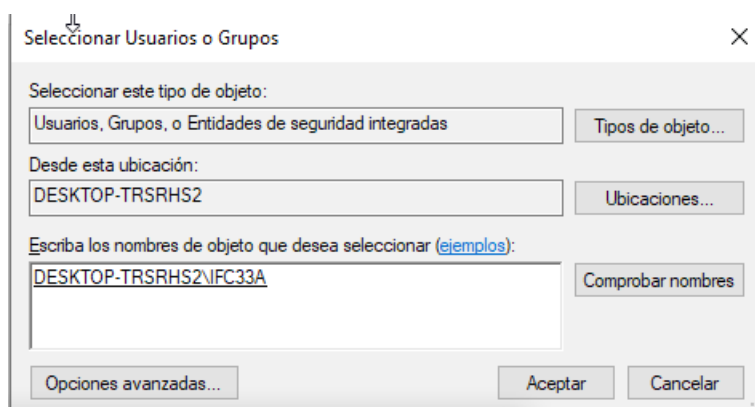 Seleccionar Usuarios o Grupos
Seleccionar este tipo de objeto:
Usuarios, Grupos, o Entidades de seguridad integradas
Tipos de objeto...
Desde esta ubicación:
DESKTOP-TRSRHS2
Ubicaciones...
Escriba los nombres de objeto que desea seleccionar (ejemplos):
DESKTOP-TRSRHS2\IFC33A
Comprobar nombres
Opciones avanzadas...
Aceptar
Cancelar